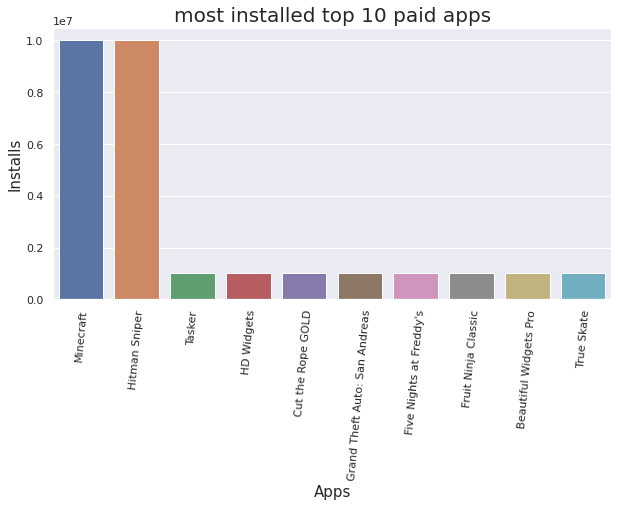 most installed top 10 paid apps
1e7
1.0
0.8
0.6
0.4
0.2
0.0
Installs
Minecraft
Hitman Sniper
Tasker
HD Widgets
Cut the Rope GOLD
Grand Theft Auto: San Andreas
Five Nights at Freddy's
Fruit Ninja Classic
Beautiful Widgets Pro
True Skate
Apps